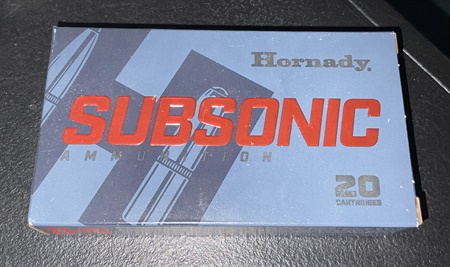 Hornady.
SUBSONIC
AMMUNITION
20
CARTRIDGES